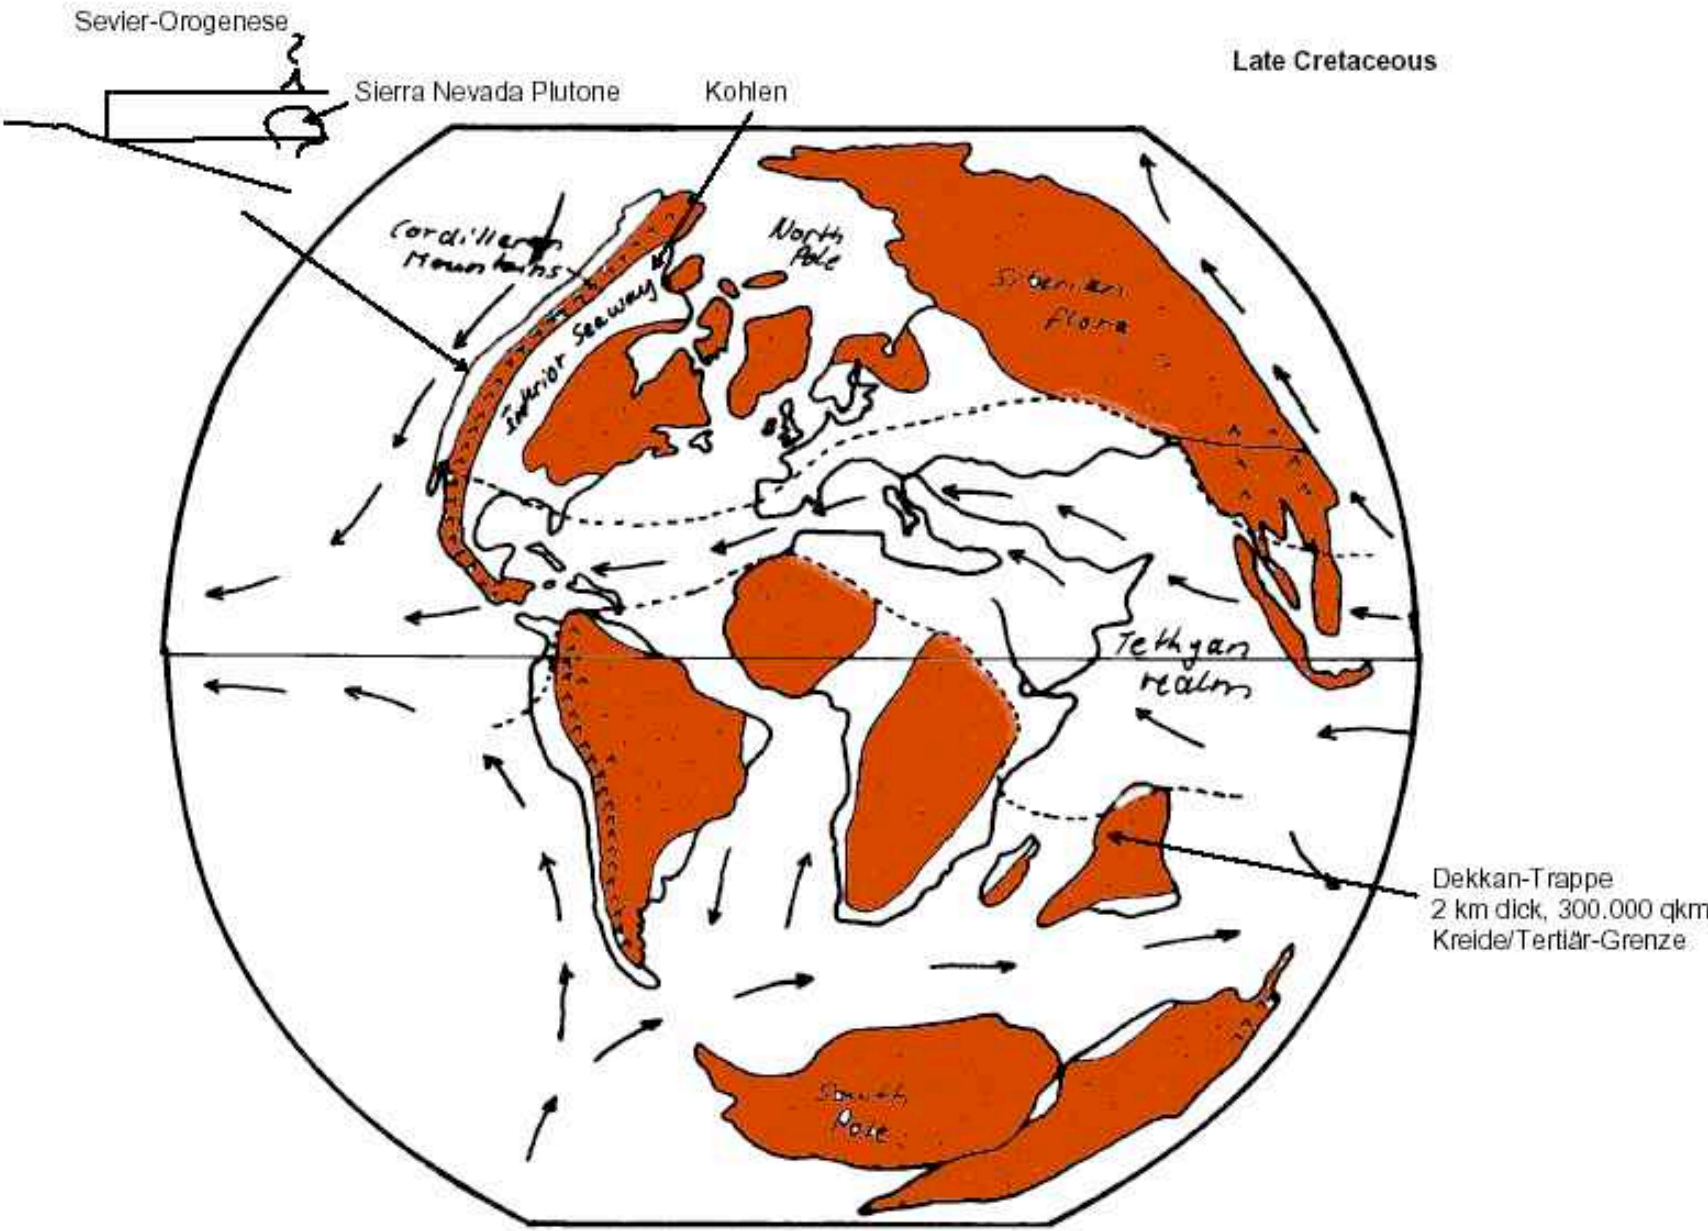 Sevier-Orogenese
Late Cretaceous
Sierra Nevada Plutone
Kohlen
Cordilleran
Mountains
North
Pole
Siberian
flora
Interior Seaway
Tethyan
realm
Dekkan-Trappe
2 km dick, 300.000 qkm
Kreide/Tertiär-Grenze
South
Pole